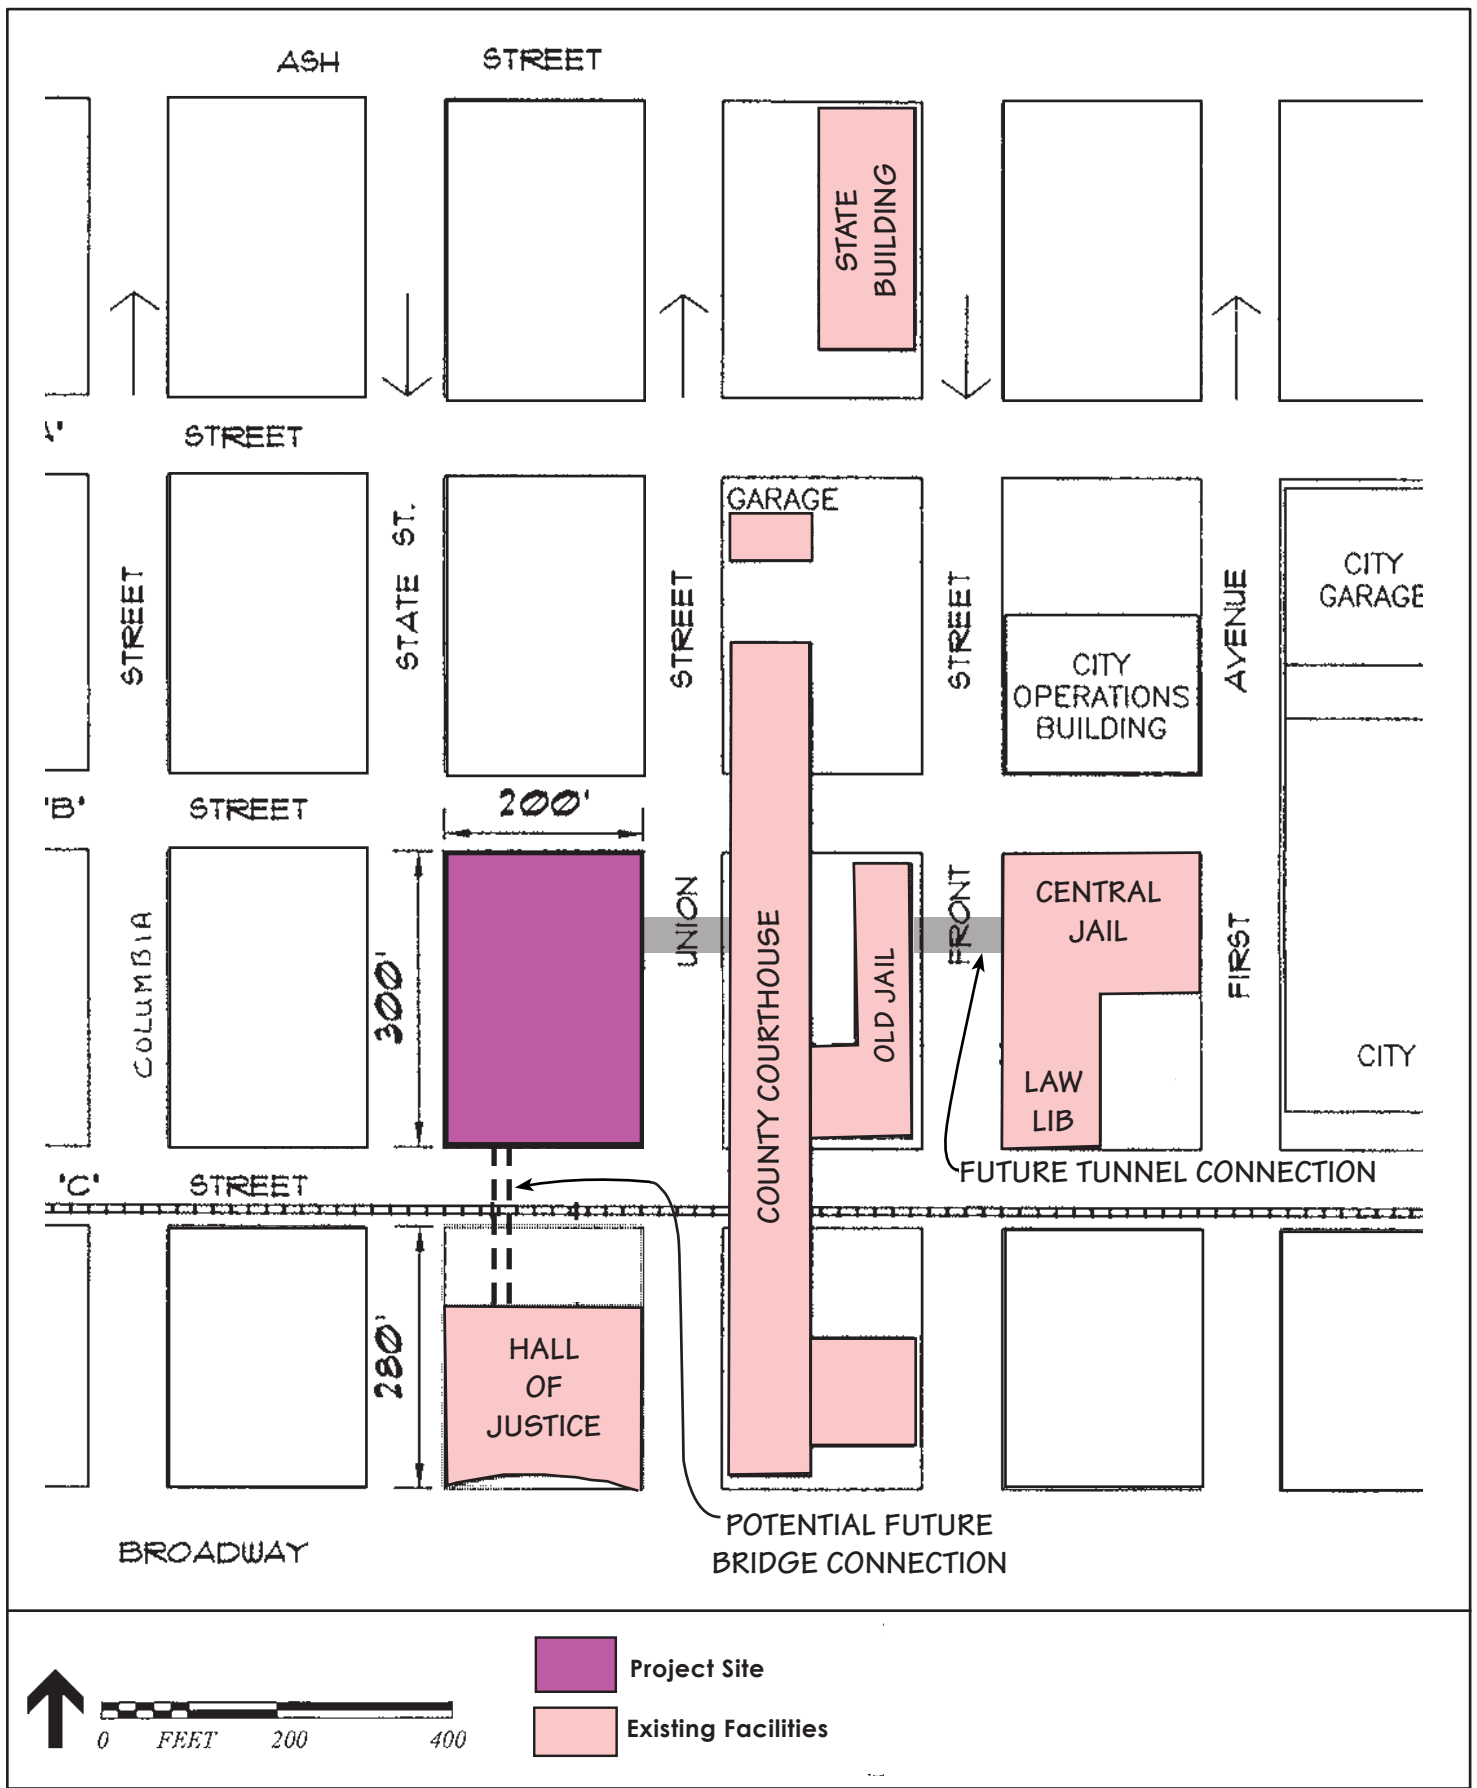 ASH STREET
STATE
BUILDING
STREET
GARAGE
STREET
STATE ST.
STREET
STREET
AVENUE
CITY
GARAGE
CITY
OPERATIONS
BUILDING
'B' STREET
200'
300'
COLUMBIA
UNION
COUNTY COURTHOUSE
OLD JAIL
FRONT
CENTRAL
JAIL
FIRST
LAW
LIB
CITY
FUTURE TUNNEL CONNECTION
'C' STREET
280'
HALL
OF
JUSTICE
POTENTIAL FUTURE
BRIDGE CONNECTION
BROADWAY
Project Site
Existing Facilities
0 FEET 200 400